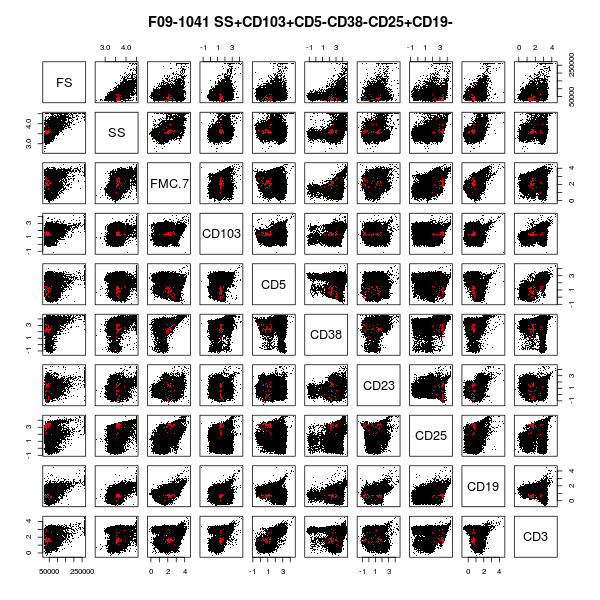 F09-1041 SS+CD103+CD5-CD38-CD25+CD19-
3.0 4.0 -1 1 3 -1 1 3 -1 1 3 0 2 4
FS 50000 250000
3.0 4.0 SS
FMC.7 0 2 4
-1 1 3 CD103
CD5 -1 1 3
-1 1 3 CD38
CD23 -1 1 3
-1 1 3 CD25
CD19 0 2 4
0 2 4 CD3
50000 250000 0 2 4 -1 1 3 -1 1 3 0 2 4